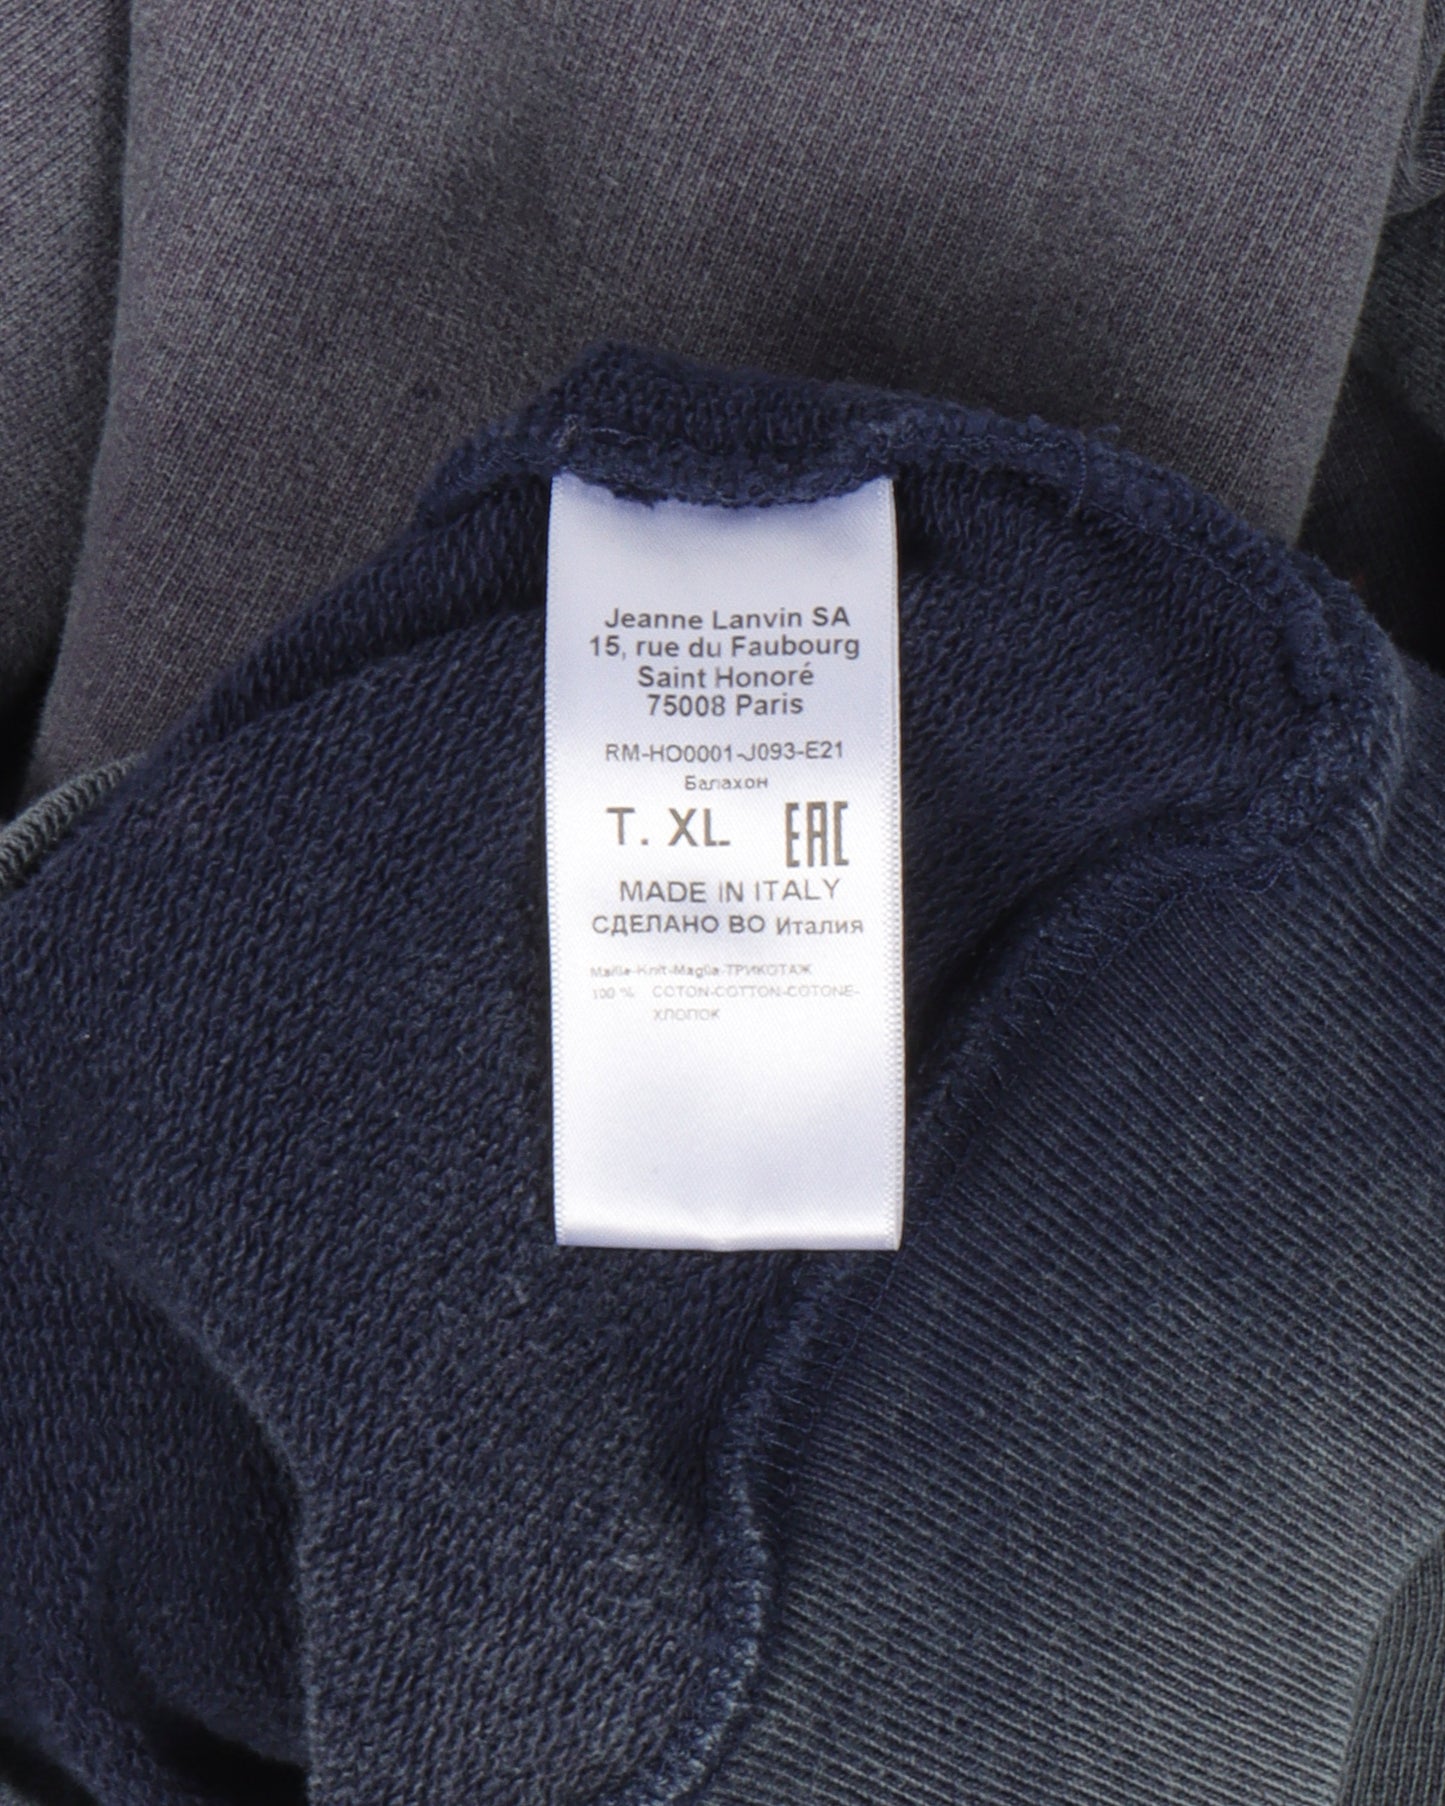 Jeanne Lanvin SA
15, rue du Faubourg
Saint Honoré
75008 Paris
RM-HO0001-J093-E21
Балахон
T. XL EAC
MADE IN ITALY
СДЕЛАНО ВО Италия
Maille-Knit-Maglia-ТРИКОТАЖ
100 % COTON-COTTON-COTONE-
ХЛОПОК